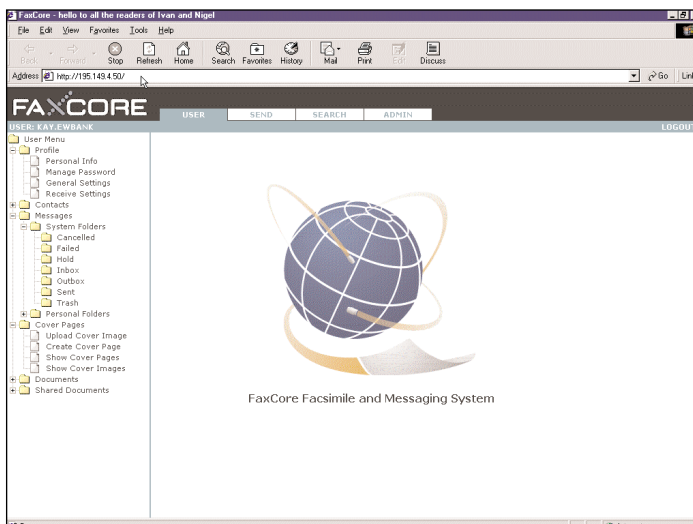 FaxCore - hello to all the readers of Ivan and Nigel
File Edit View Favorites Tools Help
Back Forward Stop Refresh Home Search Favorites History Mail Print Edit Discuss
Address http://195.149.4.50/ Go Link
FAXCORE USER SEND SEARCH ADMIN
USER: KAY.EWBANK LOGOUT
User Menu
Profile
Personal Info
Manage Password
General Settings
Receive Settings
Contacts
Messages
System Folders
Cancelled
Failed
Hold
Inbox
Outbox
Sent
Trash
Personal Folders
Cover Pages
Upload Cover Image
Create Cover Page
Show Cover Pages
Show Cover Images
Documents
Shared Documents
FaxCore Facsimile and Messaging System